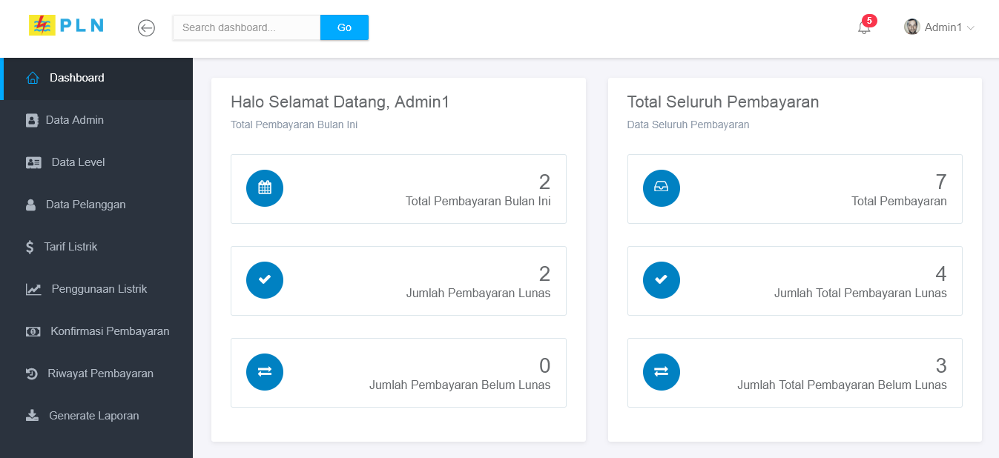 PLN
Search dashboard...
Go
5
Admin1
Dashboard
Data Admin
Data Level
Data Pelanggan
Tarif Listrik
Penggunaan Listrik
Konfirmasi Pembayaran
Riwayat Pembayaran
Generate Laporan
Halo Selamat Datang, Admin1
Total Pembayaran Bulan Ini
2
Total Pembayaran Bulan Ini
2
Jumlah Pembayaran Lunas
0
Jumlah Pembayaran Belum Lunas
Total Seluruh Pembayaran
Data Seluruh Pembayaran
7
Total Pembayaran
4
Jumlah Total Pembayaran Lunas
3
Jumlah Total Pembayaran Belum Lunas